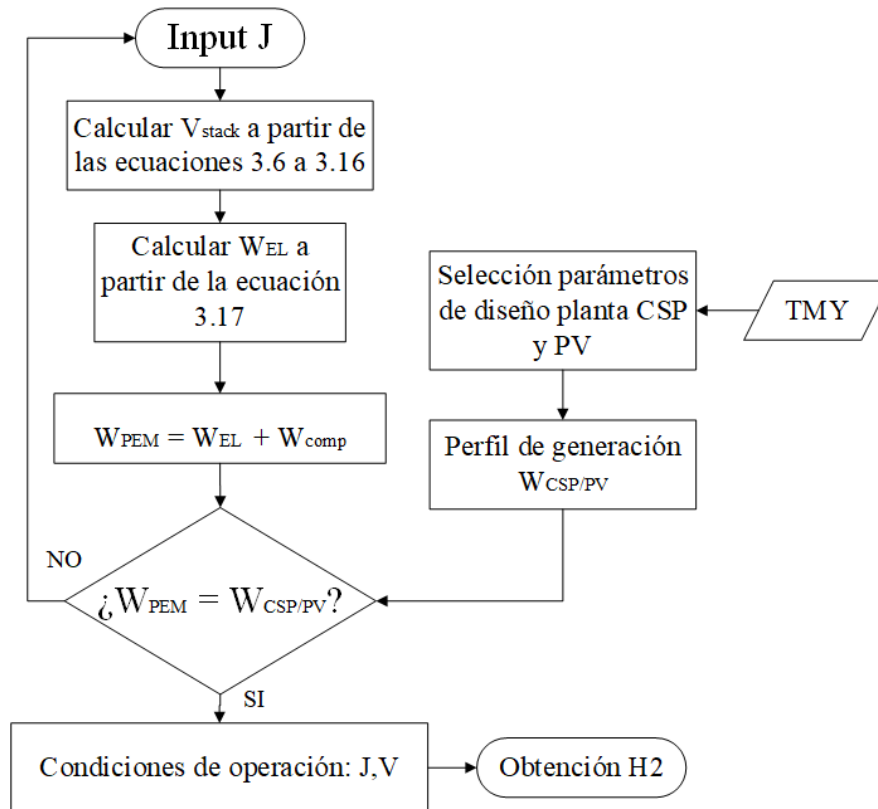 Input J
Calcular Vstack a partir de
las ecuaciones 3.6 a 3.16
Calcular WEL a
partir de la ecuación
3.17
WPEM = WEL + Wcomp
Selección parámetros
de diseño planta CSP
y PV
TMY
Perfil de generación
WCSP/PV
NO
¿WPEM = WCSP/PV?
SI
Condiciones de operación: J,V
Obtención H2